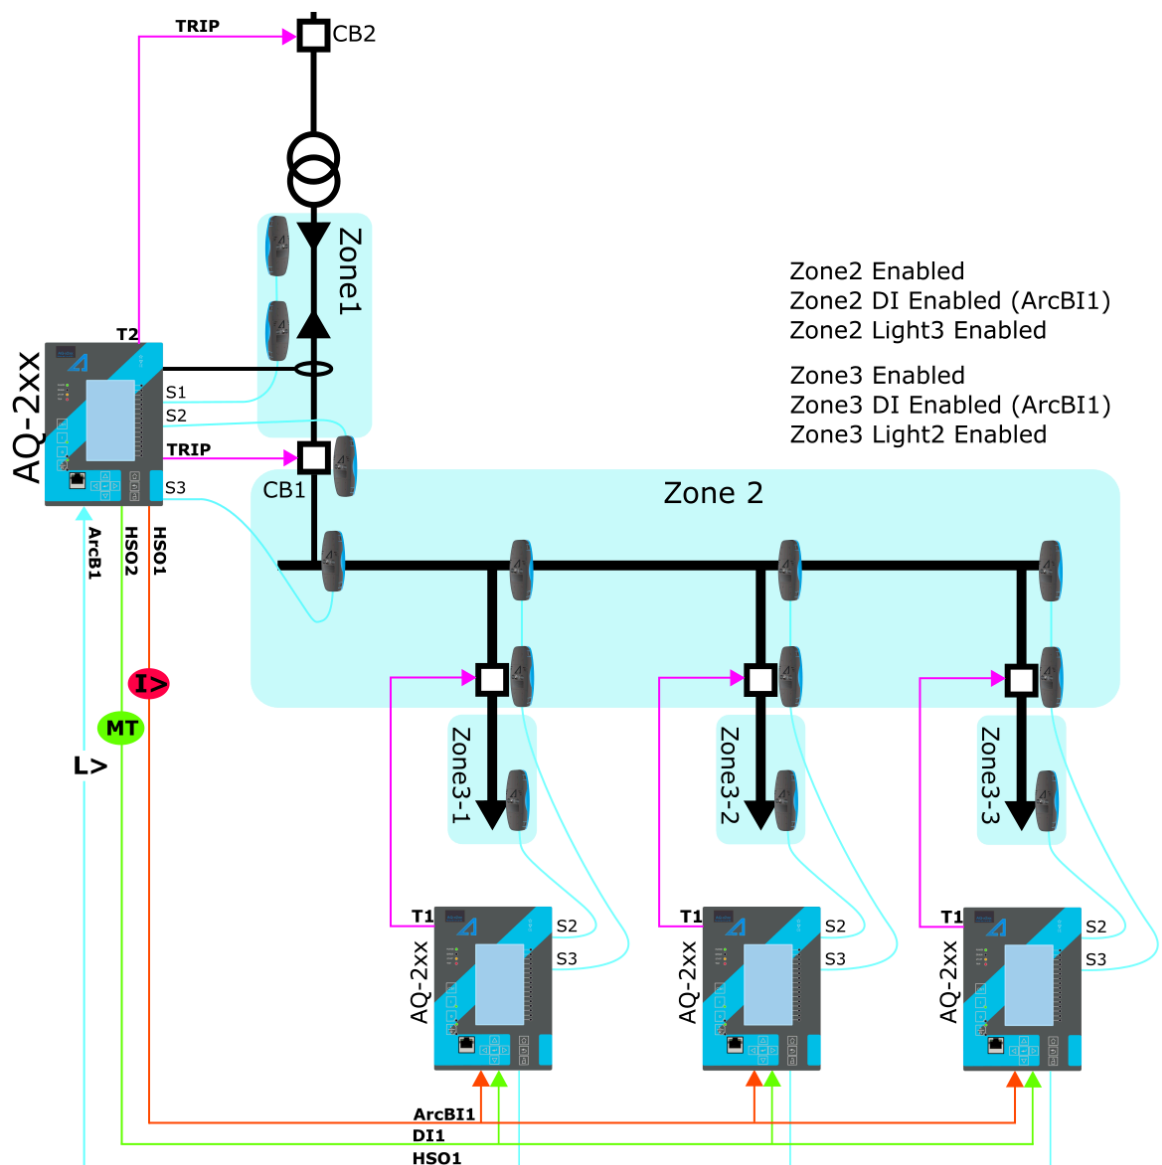 TRIP
CB2
Zone1
Zone2 Enabled
Zone2 DI Enabled (ArcBI1)
Zone2 Light3 Enabled
Zone3 Enabled
Zone3 DI Enabled (ArcBI1)
Zone3 Light2 Enabled
T2
AQ-2xx
S1
S2
TRIP
S3
CB1
Zone 2
ArcB1
HSO2
HSO1
I>
MT
L>
Zone3-1
Zone3-2
Zone3-3
T1
S2
S3
AQ-2xx
T1
S2
S3
AQ-2xx
T1
S2
S3
AQ-2xx
ArcBI1
DI1
HSO1